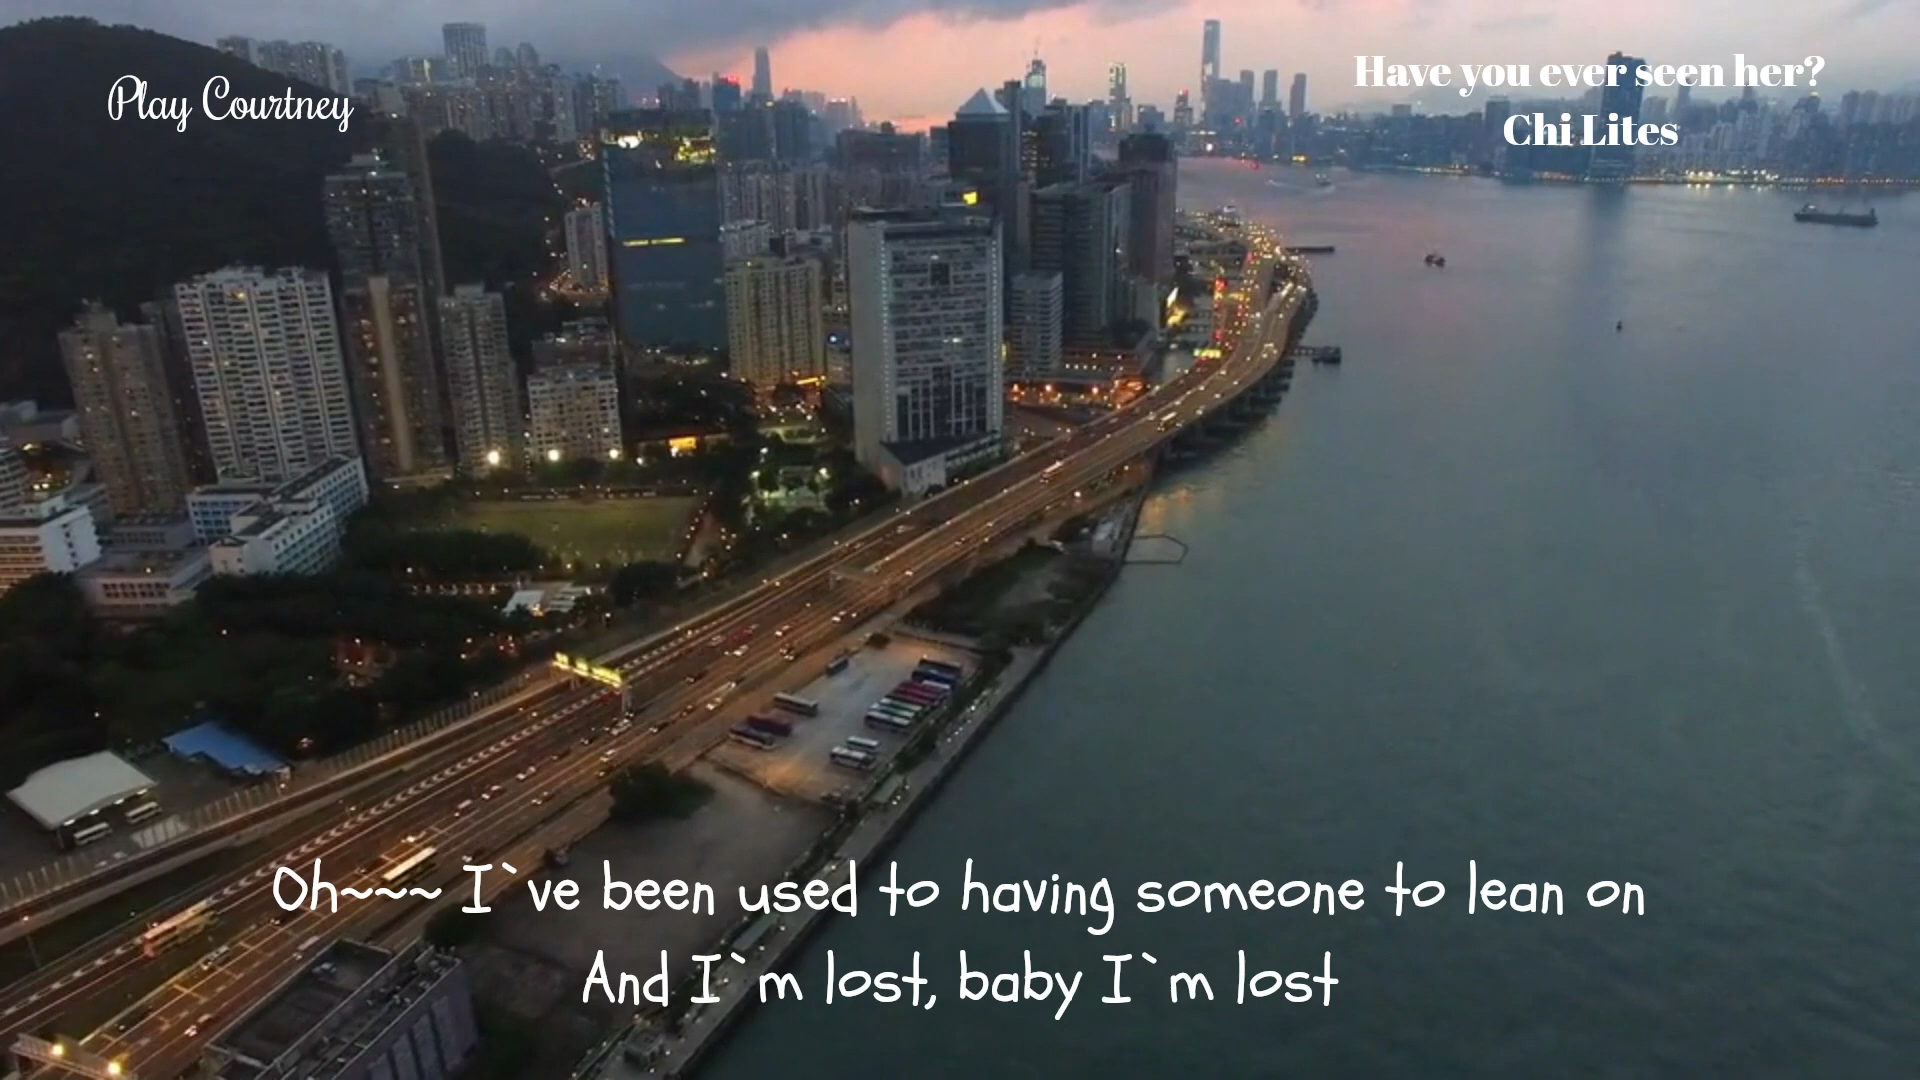 Play Courtney
Have you ever seen her?
Chi Lites
Oh~~~ I`ve been used to having someone to lean on
And I`m lost, baby I`m lost